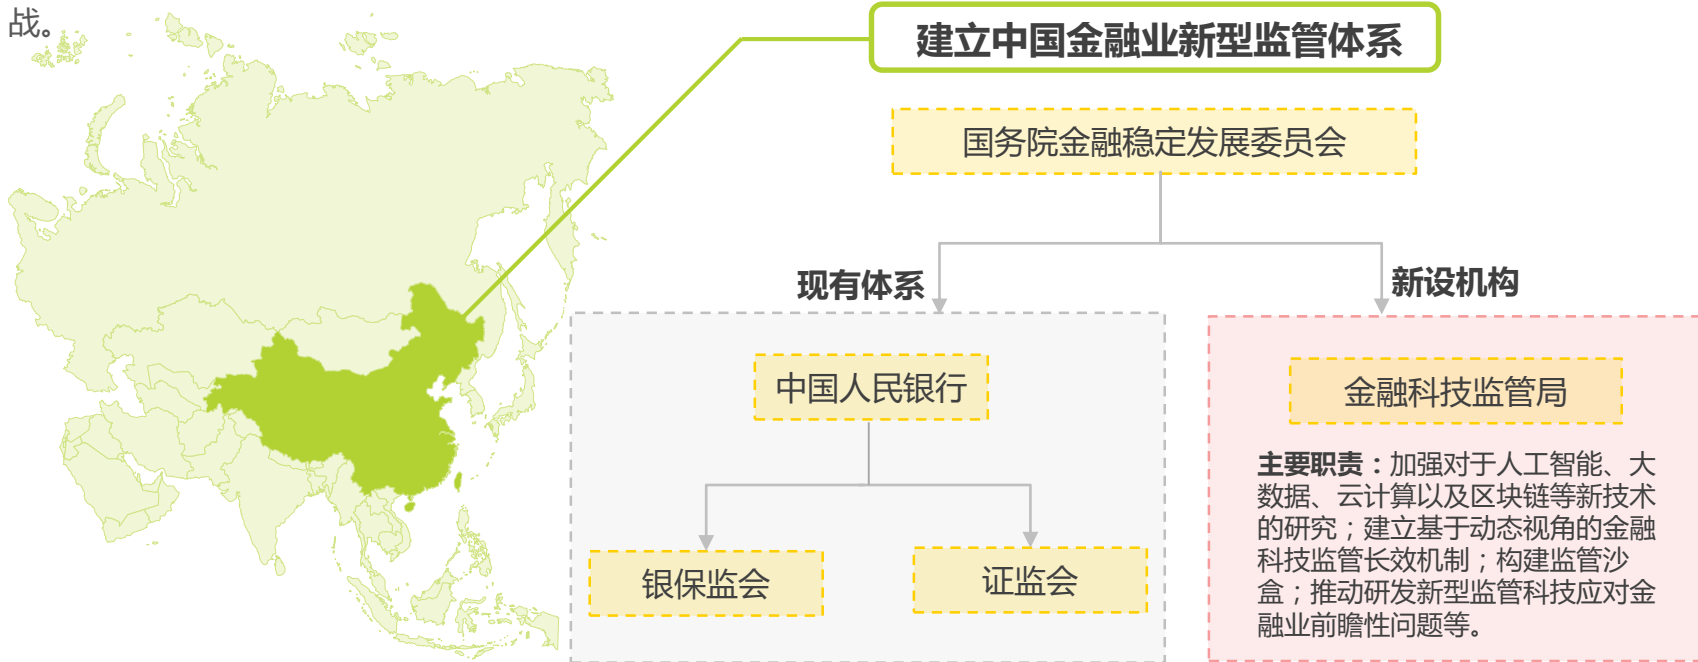 战。
建立中国金融业新型监管体系
国务院金融稳定发展委员会
现有体系
新设机构
中国人民银行
银保监会
证监会
金融科技监管局
主要职责：加强对于人工智能、大
数据、云计算以及区块链等新技术
的研究；建立基于动态视角的金融
科技监管长效机制；构建监管沙
盒；推动研发新型监管科技应对金
融业前瞻性问题等。